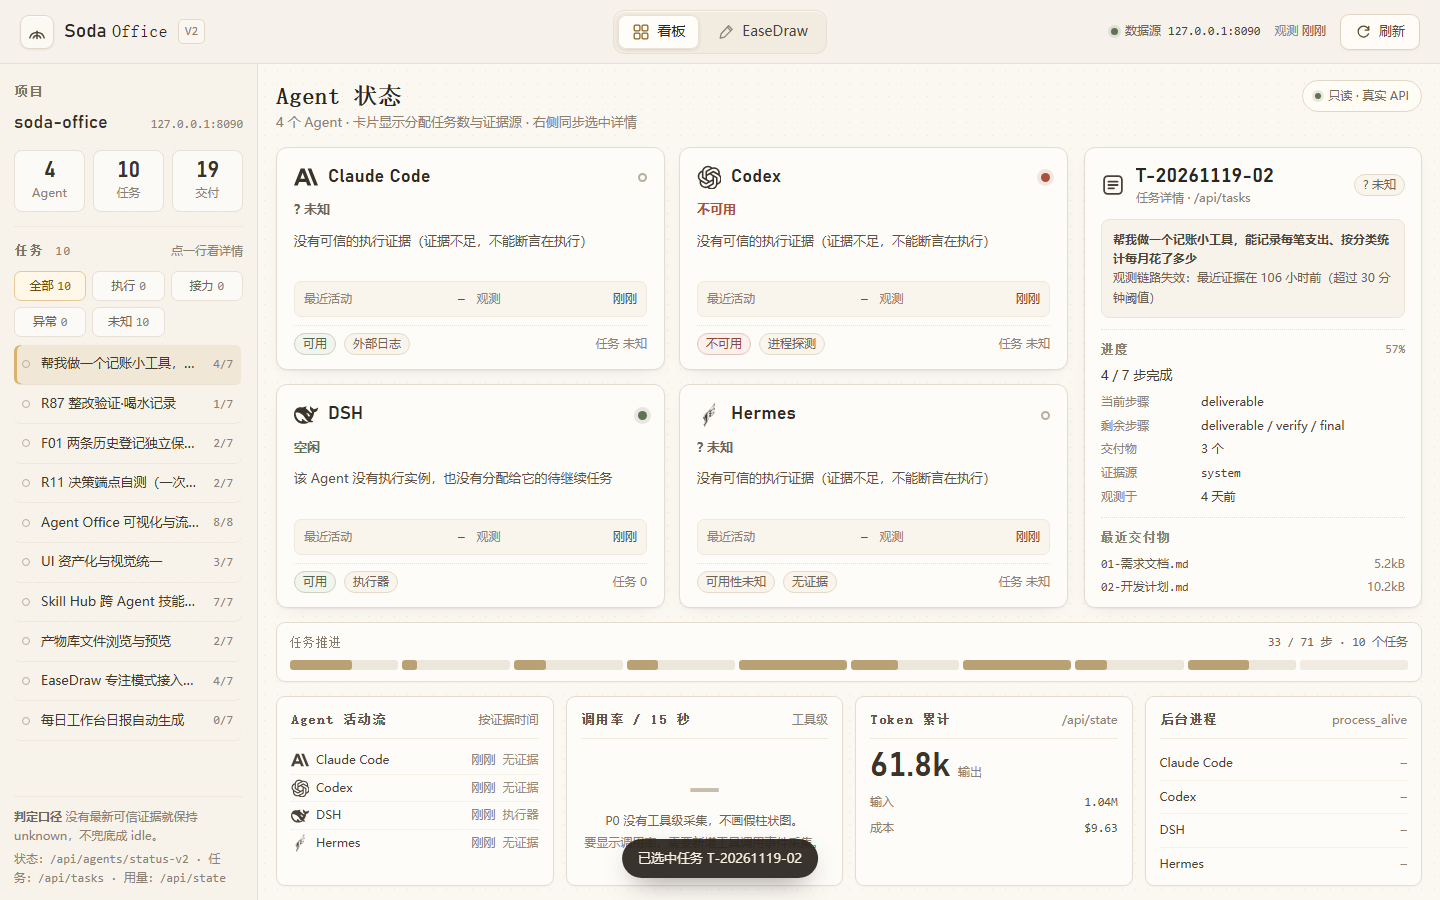 Soda Office V2
看板
EaseDraw
数据源 127.0.0.1:8090
观测 刚刚
刷新
项目
soda-office 127.0.0.1:8090
4 Agent
10 任务
19 交付
任务 10 点一行看详情
全部 10
执行 0
接力 0
异常 0
未知 10
帮我做一个记账小工具，... 4/7
R87 整改验证·喝水记录 1/7
F01 两条历史登记独立保... 2/7
R11 决策端点自测（一次... 2/7
Agent Office 可视化与流... 8/8
UI 资产化与视觉统一 3/7
Skill Hub 跨 Agent 技能... 7/7
产物库文件浏览与预览 2/7
EaseDraw 专注模式接入... 4/7
每日工作台日报自动生成 0/7
判定口径 没有最新可信证据就保持
unknown，不兜底成 idle。
状态: /api/agents/status-v2 · 任
务: /api/tasks · 用量: /api/state
Agent 状态
4 个 Agent · 卡片显示分配任务数与证据源 · 右侧同步选中详情
只读 · 真实 API
Claude Code
? 未知
没有可信的执行证据（证据不足，不能断言在执行）
最近活动 – 观测 刚刚
可用 外部日志 任务 未知
Codex
不可用
没有可信的执行证据（证据不足，不能断言在执行）
最近活动 – 观测 刚刚
不可用 进程探测 任务 未知
DSH
空闲
该 Agent 没有执行实例，也没有分配给它的待继续任务
最近活动 – 观测 刚刚
可用 执行器 任务 0
Hermes
? 未知
没有可信的执行证据（证据不足，不能断言在执行）
最近活动 – 观测 刚刚
可用性未知 无证据 任务 未知
T-20261119-02
任务详情 · /api/tasks
? 未知
帮我做一个记账小工具，能记录每笔支出、按分类统
计每月花了多少
观测链路失效：最近证据在 106 小时前（超过 30 分
钟阈值）
进度 57%
4 / 7 步完成
当前步骤 deliverable
剩余步骤 deliverable / verify / final
交付物 3 个
证据源 system
观测于 4 天前
最近交付物
01-需求文档.md 5.2kB
02-开发计划.md 10.2kB
任务推进 33 / 71 步 · 10 个任务
Agent 活动流 按证据时间
Claude Code 刚刚 无证据
Codex 刚刚 无证据
DSH 刚刚 执行器
Hermes 刚刚 无证据
调用率 / 15 秒 工具级
P0 没有工具级采集，不画假柱状图。
要显示调用率，需要新增工具调用事件采集。
Token 累计 /api/state
61.8k 输出
输入 1.04M
成本 $9.63
后台进程 process_alive
Claude Code –
Codex –
DSH –
Hermes –
已选中任务 T-20261119-02